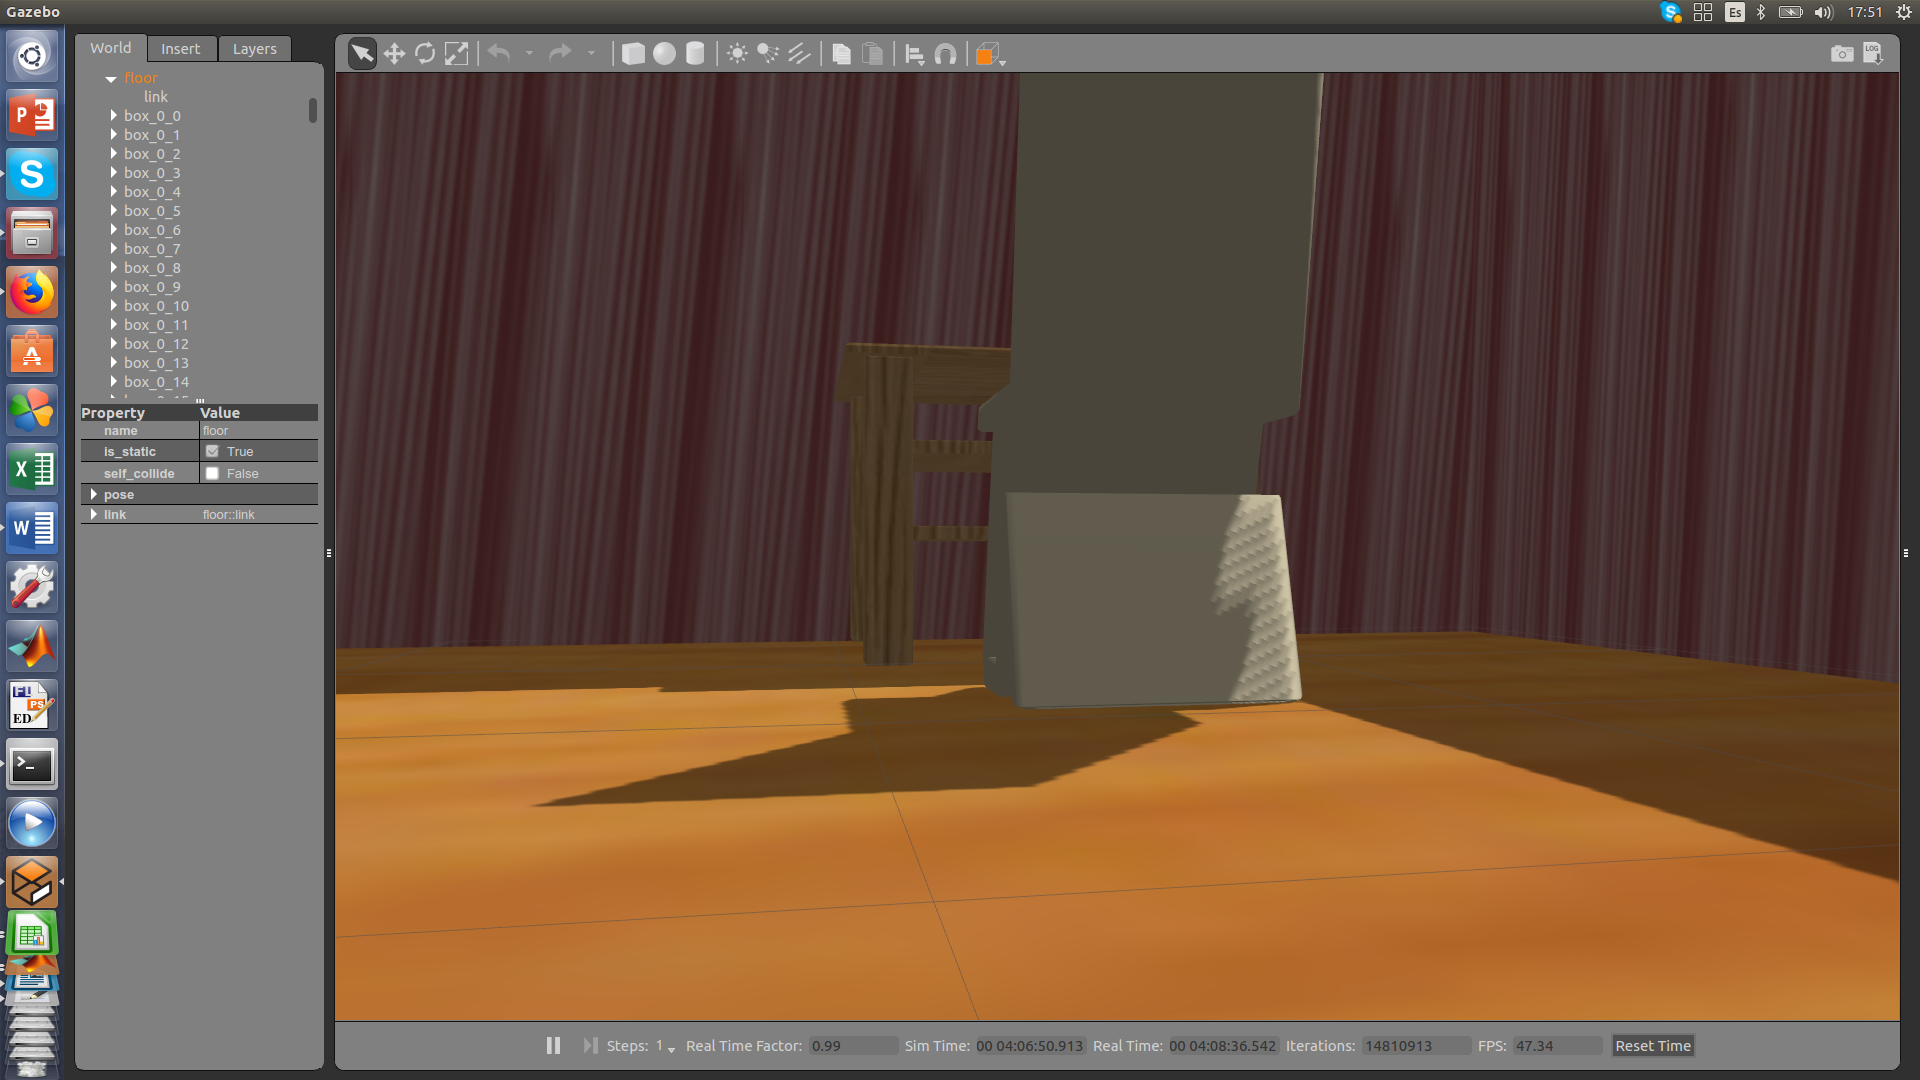 Gazebo
Es
17:51
World Insert Layers
LOG
floor
link
box_0_0
box_0_1
box_0_2
box_0_3
box_0_4
box_0_5
box_0_6
box_0_7
box_0_8
box_0_9
box_0_10
box_0_11
box_0_12
box_0_13
box_0_14
Property Value
name floor
is_static True
self_collide False
pose
link floor::link
Steps: 1 Real Time Factor: 0.99 Sim Time: 00 04:06:50.913 Real Time: 00 04:08:36.542 Iterations: 14810913 FPS: 47.34 Reset Time
P
S
A
X
W
PS
ED
>_